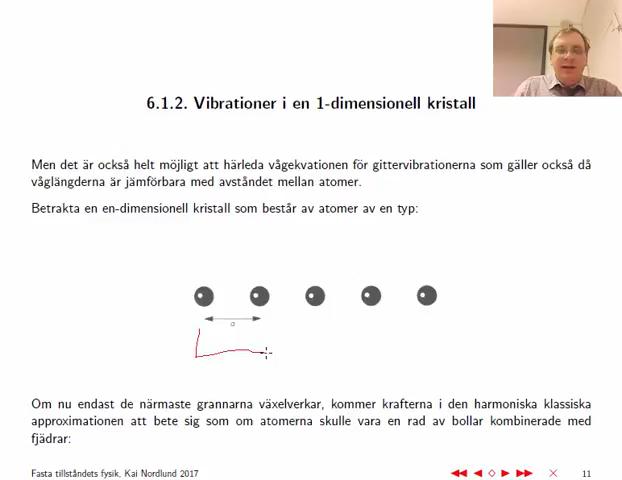 6.1.2. Vibrationer i en 1-dimensionell kristall
Men det är också helt möjligt att härleda vågekvationen för gittervibrationerna som gäller också då
våglängderna är jämförbara med avståndet mellan atomer.
Betrakta en en-dimensionell kristall som består av atomer av en typ:
a
Om nu endast de närmaste grannarna växelverkar, kommer krafterna i den harmoniska klassiska
approximationen att bete sig som om atomerna skulle vara en rad av bollar kombinerade med
fjädrar:
Fasta tillståndets fysik, Kai Nordlund 2017
11